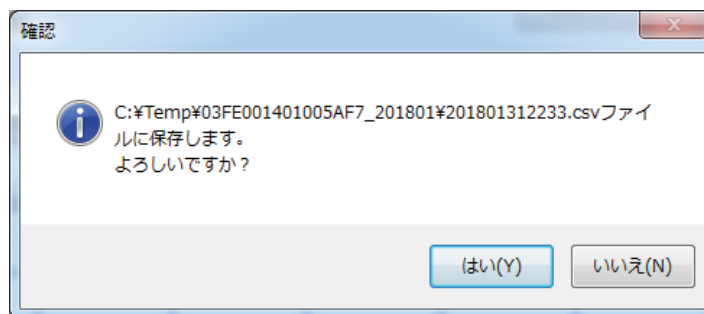 確認
C:¥Temp¥03FE001401005AF7_201801¥201801312233.csvファイ
ルに保存します。
よろしいですか？
はい(Y)
いいえ(N)